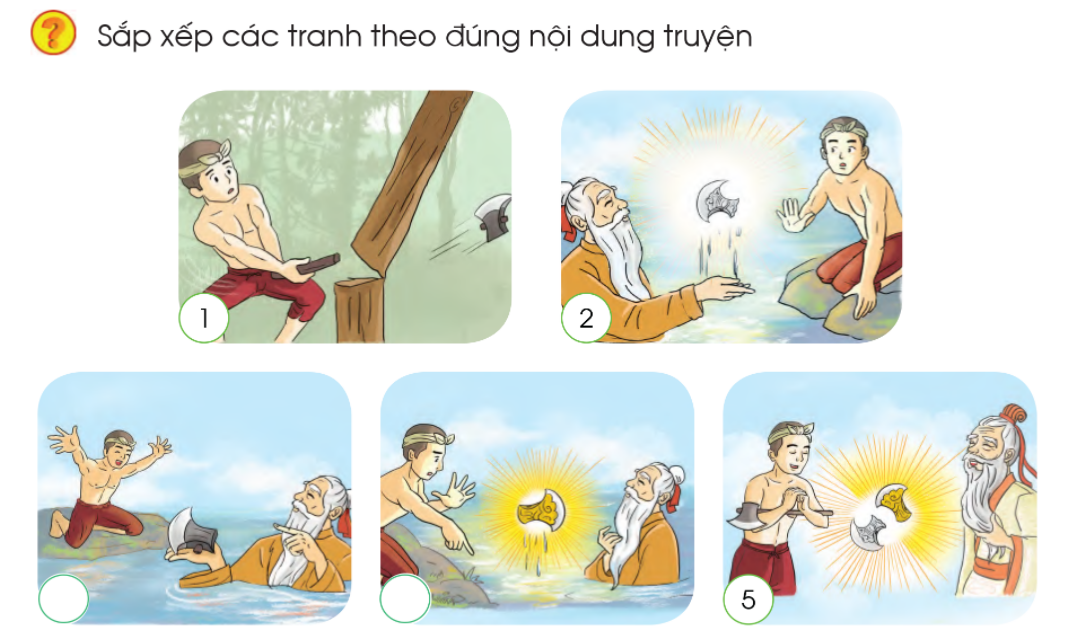 ?
Sắp xếp các tranh theo đúng nội dung truyện
1
2
5